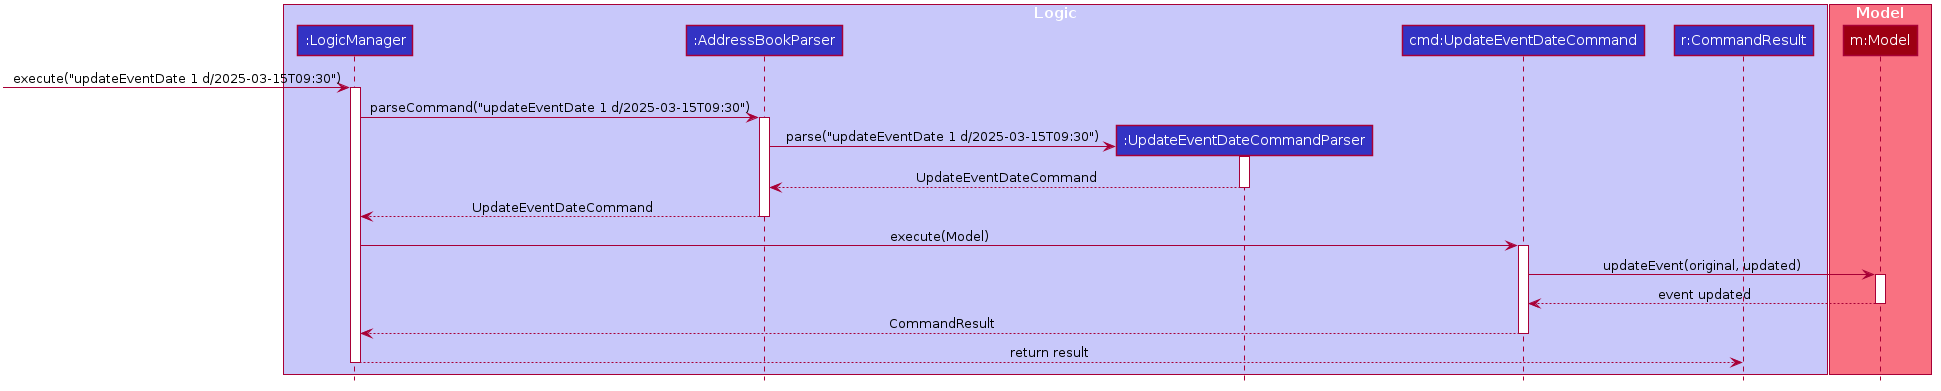 Logic
Model
:LogicManager
:AddressBookParser
cmd:UpdateEventDateCommand
r:CommandResult
m:Model
execute("updateEventDate 1 d/2025-03-15T09:30")
parseCommand("updateEventDate 1 d/2025-03-15T09:30")
parse("updateEventDate 1 d/2025-03-15T09:30")
:UpdateEventDateCommandParser
UpdateEventDateCommand
UpdateEventDateCommand
execute(Model)
updateEvent(original, updated)
event updated
CommandResult
return result